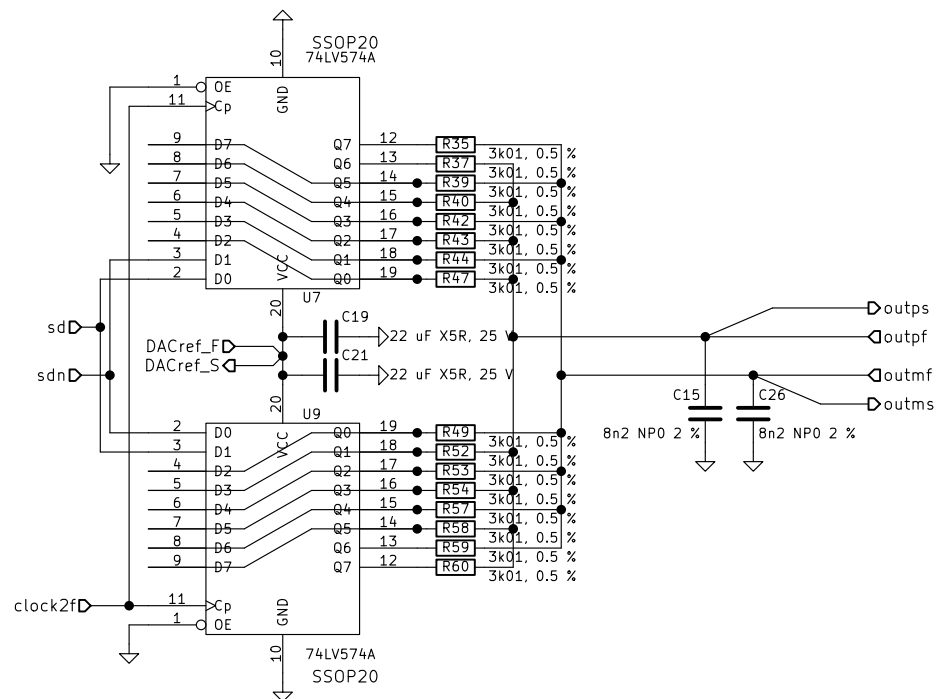 SSOP20
74LV574A
10
GND
1 OE
11 Cp
9 D7 Q7 12 R35 3k01, 0.5 %
8 D6 Q6 13 R37 3k01, 0.5 %
7 D5 Q5 14 R39 3k01, 0.5 %
6 D4 Q4 15 R40 3k01, 0.5 %
5 D3 Q3 16 R42 3k01, 0.5 %
4 D2 Q2 17 R43 3k01, 0.5 %
3 D1 Q1 18 R44 3k01, 0.5 %
2 D0 Q0 19 R47 3k01, 0.5 %
VCC
20
U7
sd
sdn
DACref_F
DACref_S
C19
22 uF X5R, 25 V
C21
22 uF X5R, 25 V
outps
outpf
outmf
outms
C15
8n2 NP0 2 %
C26
8n2 NP0 2 %
20
U9
VCC
2 D0 Q0 19 R49 3k01, 0.5 %
3 D1 Q1 18 R52 3k01, 0.5 %
4 D2 Q2 17 R53 3k01, 0.5 %
5 D3 Q3 16 R54 3k01, 0.5 %
6 D4 Q4 15 R57 3k01, 0.5 %
7 D5 Q5 14 R58 3k01, 0.5 %
8 D6 Q6 13 R59 3k01, 0.5 %
9 D7 Q7 12 R60 3k01, 0.5 %
clock2f
11 Cp
1 OE
GND
10
74LV574A
SSOP20